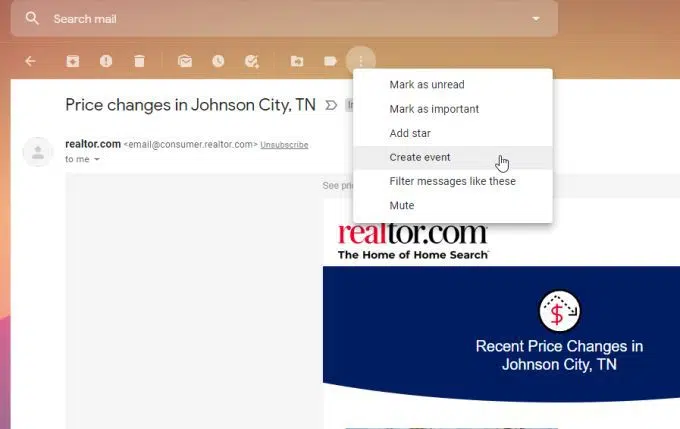 Search mail
Mark as unread
Mark as important
Add star
Create event
Filter messages like these
Mute
Price changes in Johnson City, TN
realtor.com <email@consumer.realtor.com> Unsubscribe
to me
See
realtor.com
The Home of Home Search
Recent Price Changes in
Johnson City, TN